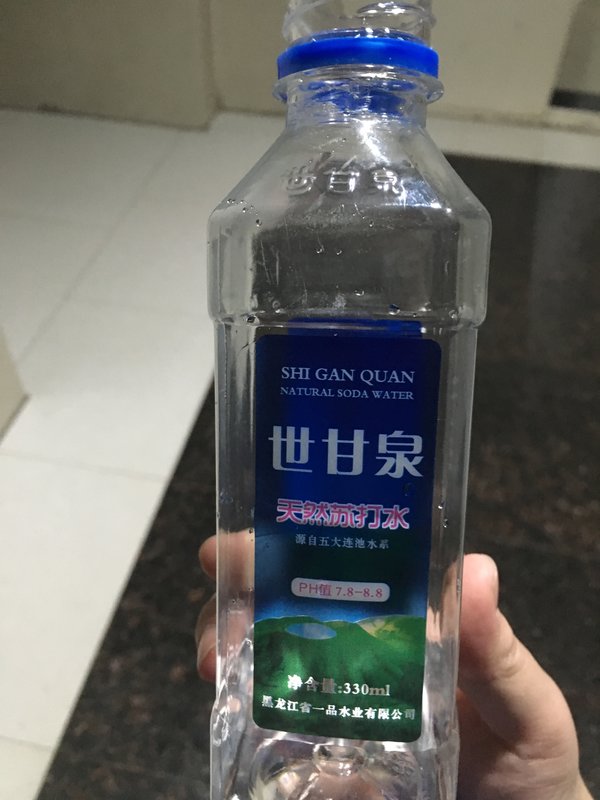 世甘泉
SHI GAN QUAN
NATURAL SODA WATER
世甘泉
天然苏打水
源自五大连池水系
PH值 7.8-8.8
净含量:330ml
黑龙江省一品水业有限公司